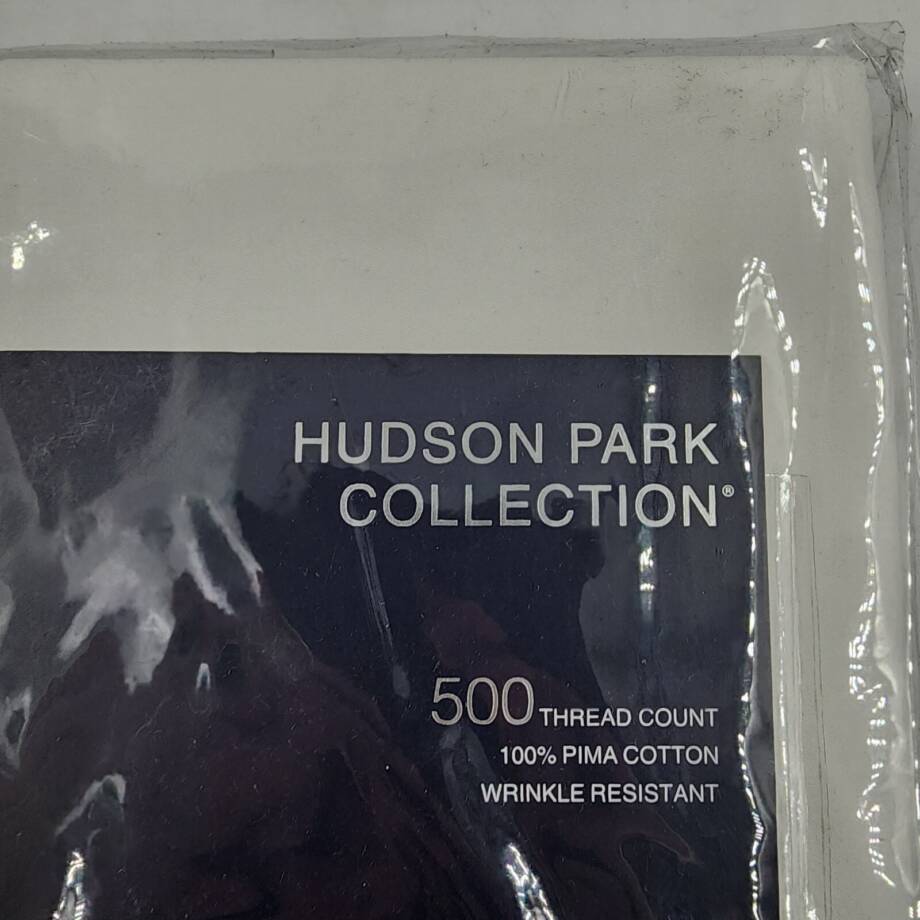 HUDSON PARK
COLLECTION®
500 THREAD COUNT
100% PIMA COTTON
WRINKLE RESISTANT